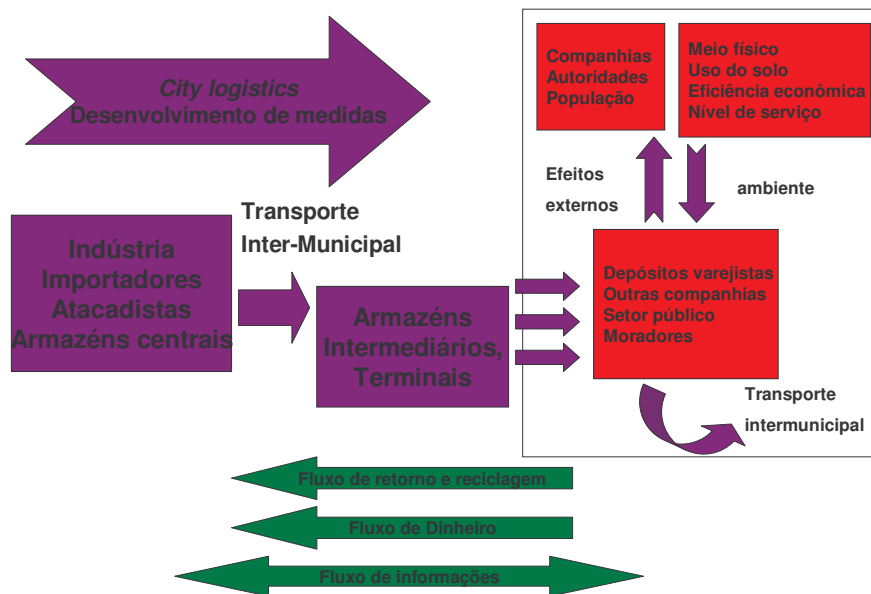 City logistics
Desenvolvimento de medidas
Companhias
Autoridades
População
Meio físico
Uso do solo
Eficiência econômica
Nível de serviço
Efeitos
externos
ambiente
Transporte
Inter-Municipal
Indústria
Importadores
Atacadistas
Armazéns centrais
Armazéns
Intermediários,
Terminais
Depósitos varejistas
Outras companhias
Setor público
Moradores
Transporte
intermunicipal
Fluxo de retorno e reciclagem
Fluxo de Dinheiro
Fluxo de informações